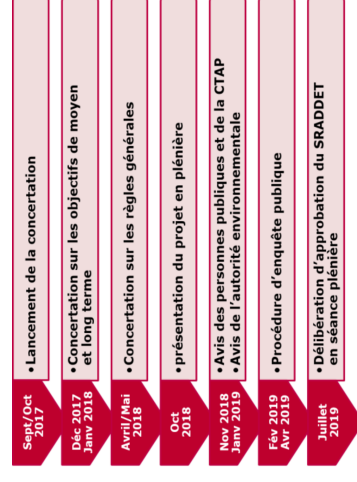 Sept/Oct
2017
•Lancement de la concertation
Déc 2017
Janv 2018
•Concertation sur les objectifs de moyen
et long terme
Avril/Mai
2018
•Concertation sur les règles générales
Oct
2018
•présentation du projet en plénière
Nov 2018
Janv 2019
•Avis des personnes publiques et de la CTAP
•Avis de l'autorité environnementale
Fév 2019
Avr 2019
•Procédure d'enquête publique
Juillet
2019
•Délibération d'approbation du SRADDET
en séance plénière